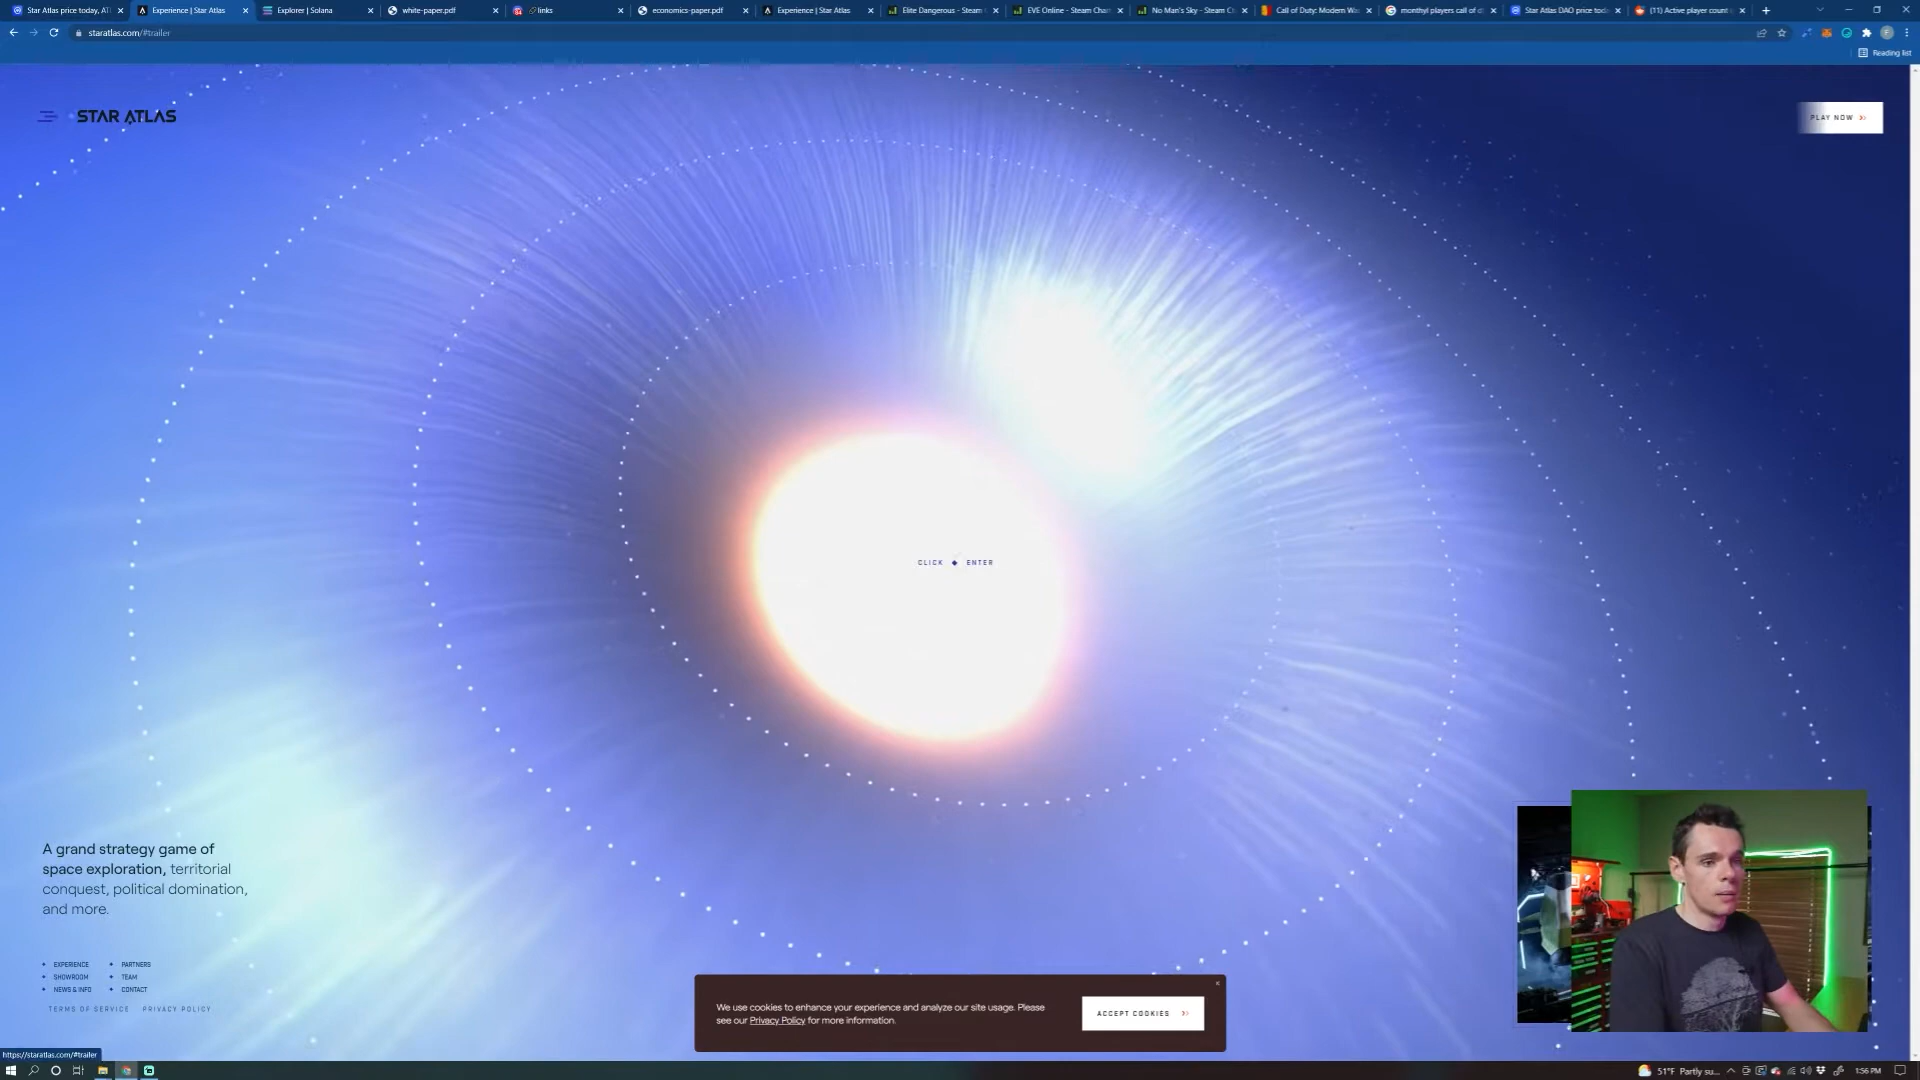 Star Atlas price today, AT
Experience | Star Atlas
Explorer | Solana
white-paper.pdf
links
economics-paper.pdf
Experience | Star Atlas
Elite Dangerous - Steam
EVE Online - Steam Char
No Man's Sky - Steam C
Call of Duty: Modern Wa
monthyl players call of d
Star Atlas DAO price tod
(11) Active player count
staratlas.com/#trailer
Reading list
STAR ATLAS
PLAY NOW
CLICK ENTER
A grand strategy game of
space exploration, territorial
conquest, political domination,
and more.
EXPERIENCE PARTNERS
SHOWROOM TEAM
NEWS & INFO CONTACT
TERMS OF SERVICE PRIVACY POLICY
We use cookies to enhance your experience and analyze our site usage. Please
see our Privacy Policy for more information.
ACCEPT COOKIES
https://staratlas.com/#trailer
51°F Partly su...
1:56 PM